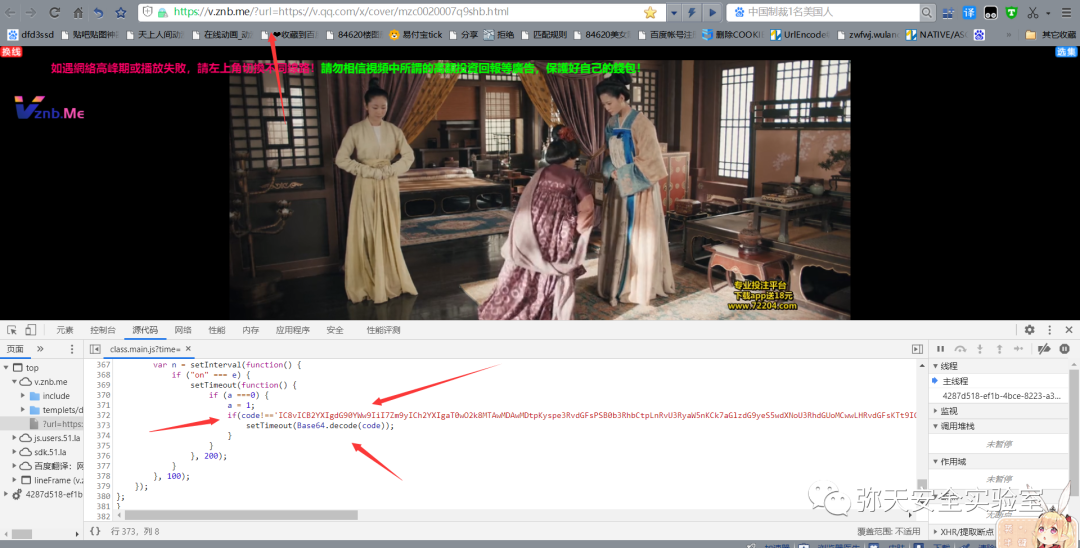 https://v.znb.me/?url=https://v.qq.com/x/cover/mzc0020007q9shb.html
中国制裁1名美国人
dfd3ssd
贴吧贴图神
天上人间动
在线动画_动
收藏到百
84620楼图
易付宝tick
分享
拒绝
匹配规则
84620美女
百度帐号注
删除COOKI
UrlEncode
zwfwj.wulan
NATIVE/AS
其它收藏
换线
选集
如遇網絡高峰期或播放失敗，請左上角
請勿相信視頻中所謂的高額投資回報等廣告，保護好自己的錢包！
Vznb.Me
专业投注平台
下载app送18元
www.72204.com
元素
控制台
源代码
网络
性能
内存
应用程序
安全
性能评测
页面
class.main.js?time=
top
v.znb.me
include
templets/d
?url=https:
js.users.51.la
sdk.51.la
百度翻译：网
lineFrame (v.z
4287d518-ef1b
367 var n = setInterval(function() {
368 if ("on" === e) {
369 setTimeout(function() {
370 if (a ===0) {
371 a = 1;
372 if(code!=='
373 setTimeout(Base64.decode(code));
374 }
375 }
376 }, 200);
377 }
378 }, 100);
379 });
380 };
381 }
382
{} 行 373，列 8
覆盖范围: 不适用
线程
主线程
4287d518-ef1b-4bce-8223-a3...
监视
调用堆栈
未暂停
作用域
未暂停
XHR/提取断点
弥天安全实验室